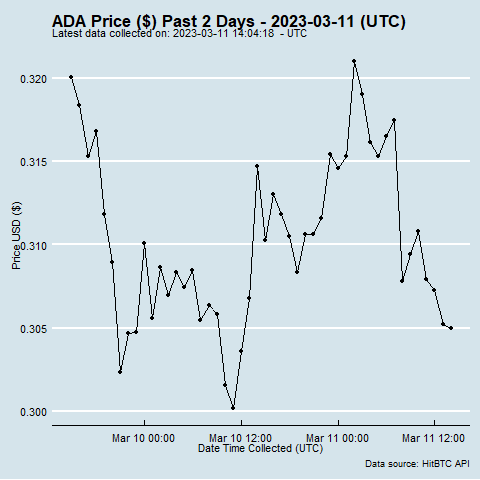 ADA Price ($) Past 2 Days - 2023-03-11 (UTC)
Latest data collected on: 2023-03-11 14:04:18 - UTC
0.320
0.315
0.310
0.305
0.300
Price USD ($)
Mar 10 00:00
Mar 10 12:00
Mar 11 00:00
Mar 11 12:00
Date Time Collected (UTC)
Data source: HitBTC API